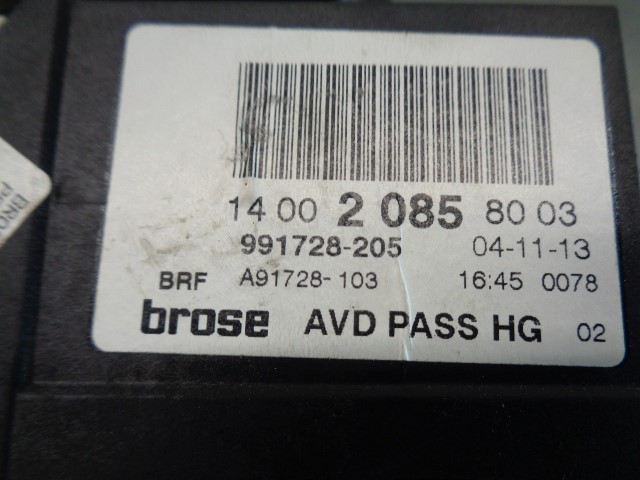 14 00 2 085 80 03
991728-205 04-11-13
BRF A91728-103 16:45 0078
brose AVD PASS HG 02